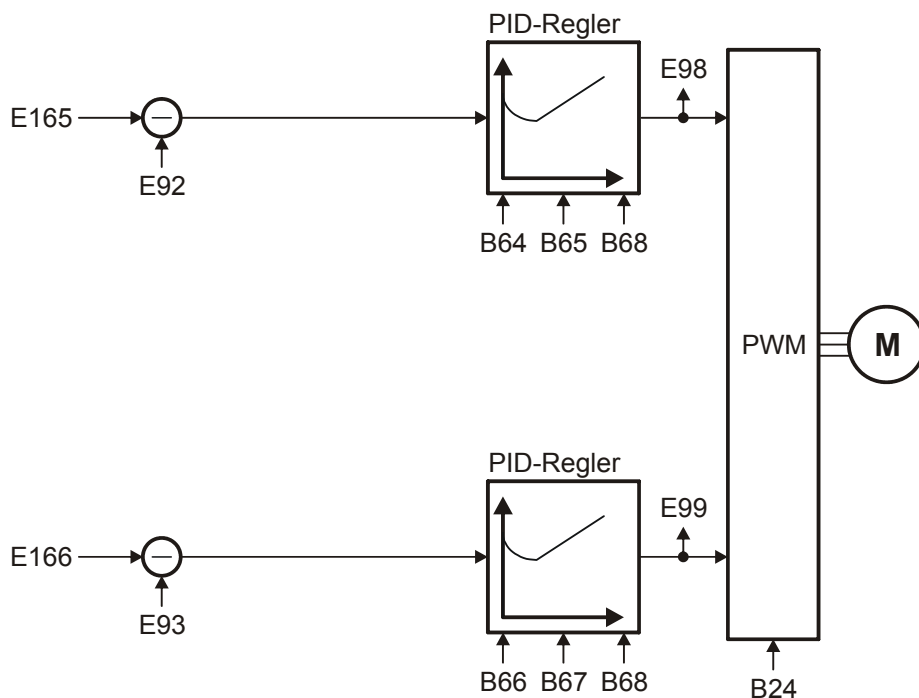 PID-Regler
E98
E165
E92
B64 B65 B68
PWM
M
PID-Regler
E99
E166
E93
B66 B67 B68
B24